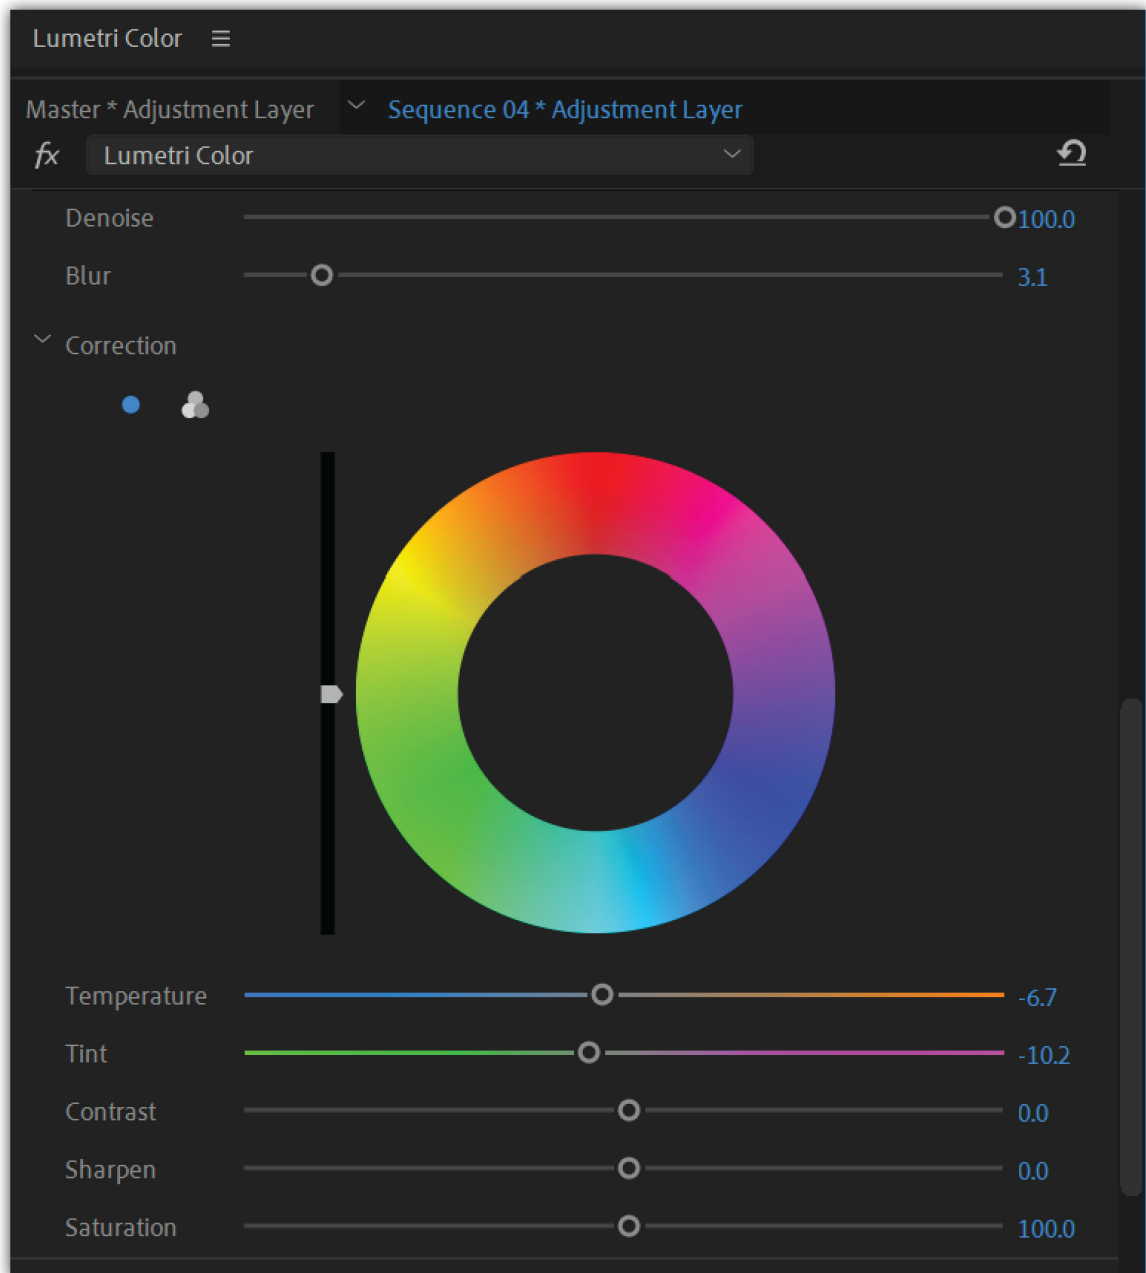 Lumetri Color
Master * Adjustment Layer Sequence 04 * Adjustment Layer
fx Lumetri Color
Denoise 100.0
Blur 3.1
Correction
Temperature -6.7
Tint -10.2
Contrast 0.0
Sharpen 0.0
Saturation 100.0